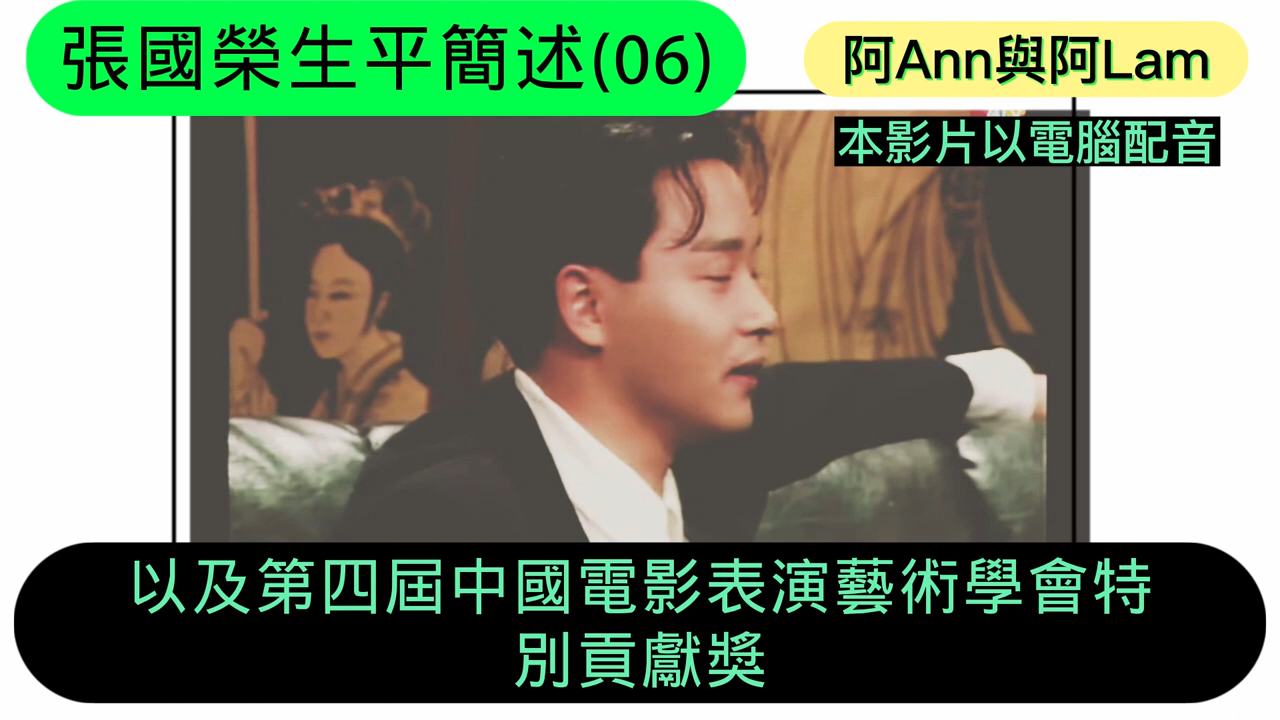 張國榮生平簡述(06)
阿Ann與阿Lam
本影片以電腦配音
以及第四屆中國電影表演藝術學會特
別貢獻獎